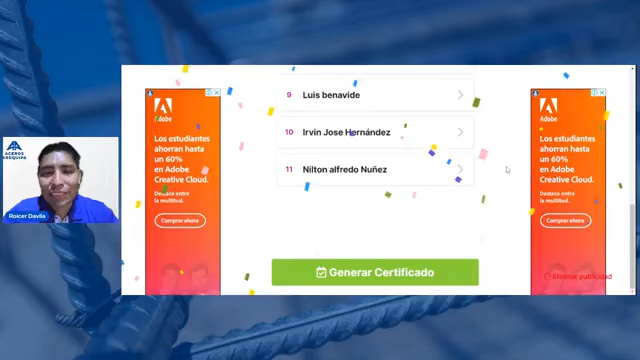 9 Luis benavide
10 Irvin Jose Hernández
11 Nilton alfredo Nuñez
Generar Certificado
Adobe
Los estudiantes
ahorran hasta
un 60%
en Adobe
Creative Cloud.
Destaca entre
la multitud.
Comprar ahora
Adobe
Los estudiantes
ahorran hasta
un 60%
en Adobe
Creative Cloud.
Destaca entre
la multitud.
Comprar ahora
Eliminar publicidad
ACEROS
AREQUIPA
Roicer Davila